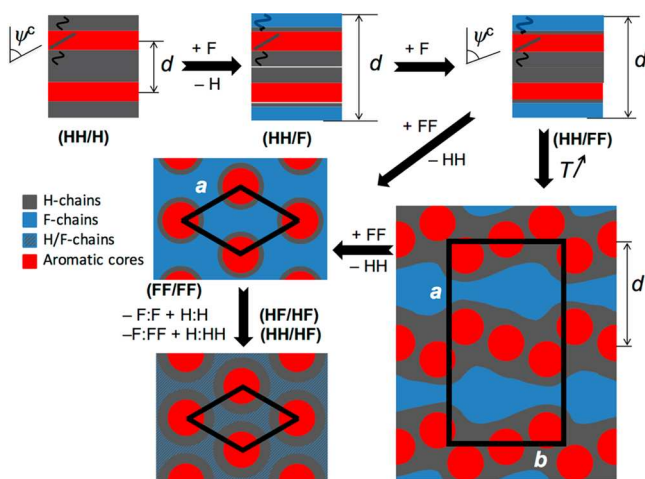 ψᶜ
d
+ F
– H
d
+ F
ψᶜ
d
(HH/H)
(HH/F)
(HH/FF)
+ FF
– HH
T↗
a
H-chains
F-chains
H/F-chains
Aromatic cores
+ FF
– HH
(FF/FF)
– F:F + H:H
–F:FF + H:HH
(HF/HF)
(HH/HF)
a
d
b